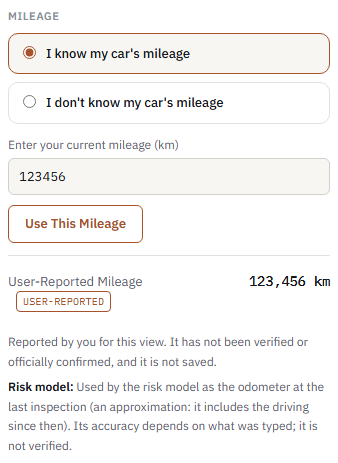 MILEAGE
I know my car's mileage
I don't know my car's mileage
Enter your current mileage (km)
123456
Use This Mileage
User-Reported Mileage 123,456 km
USER-REPORTED
Reported by you for this view. It has not been verified or
officially confirmed, and it is not saved.
Risk model: Used by the risk model as the odometer at the
last inspection (an approximation: it includes the driving
since then). Its accuracy depends on what was typed; it is
not verified.